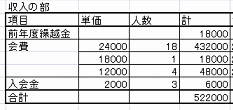 収入の部
項目 単価 人数 計
前年度繰越金 18000
会費 24000 18 432000
18000 1 18000
12000 4 48000
入会金 2000 3 6000
合計 522000